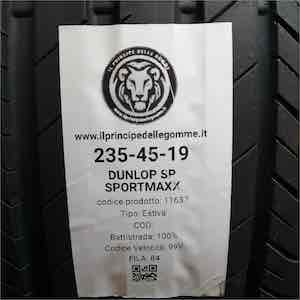 IL PRINCIPE DELLE GOMME
www.ilprincipedellegomme.it
235-45-19
DUNLOP SP
SPORTMAXX
codice prodotto: 11637
Tipo: Estiva
COD:
Battistrada: 100%
Codice Velocità: 99V
FILA: 84